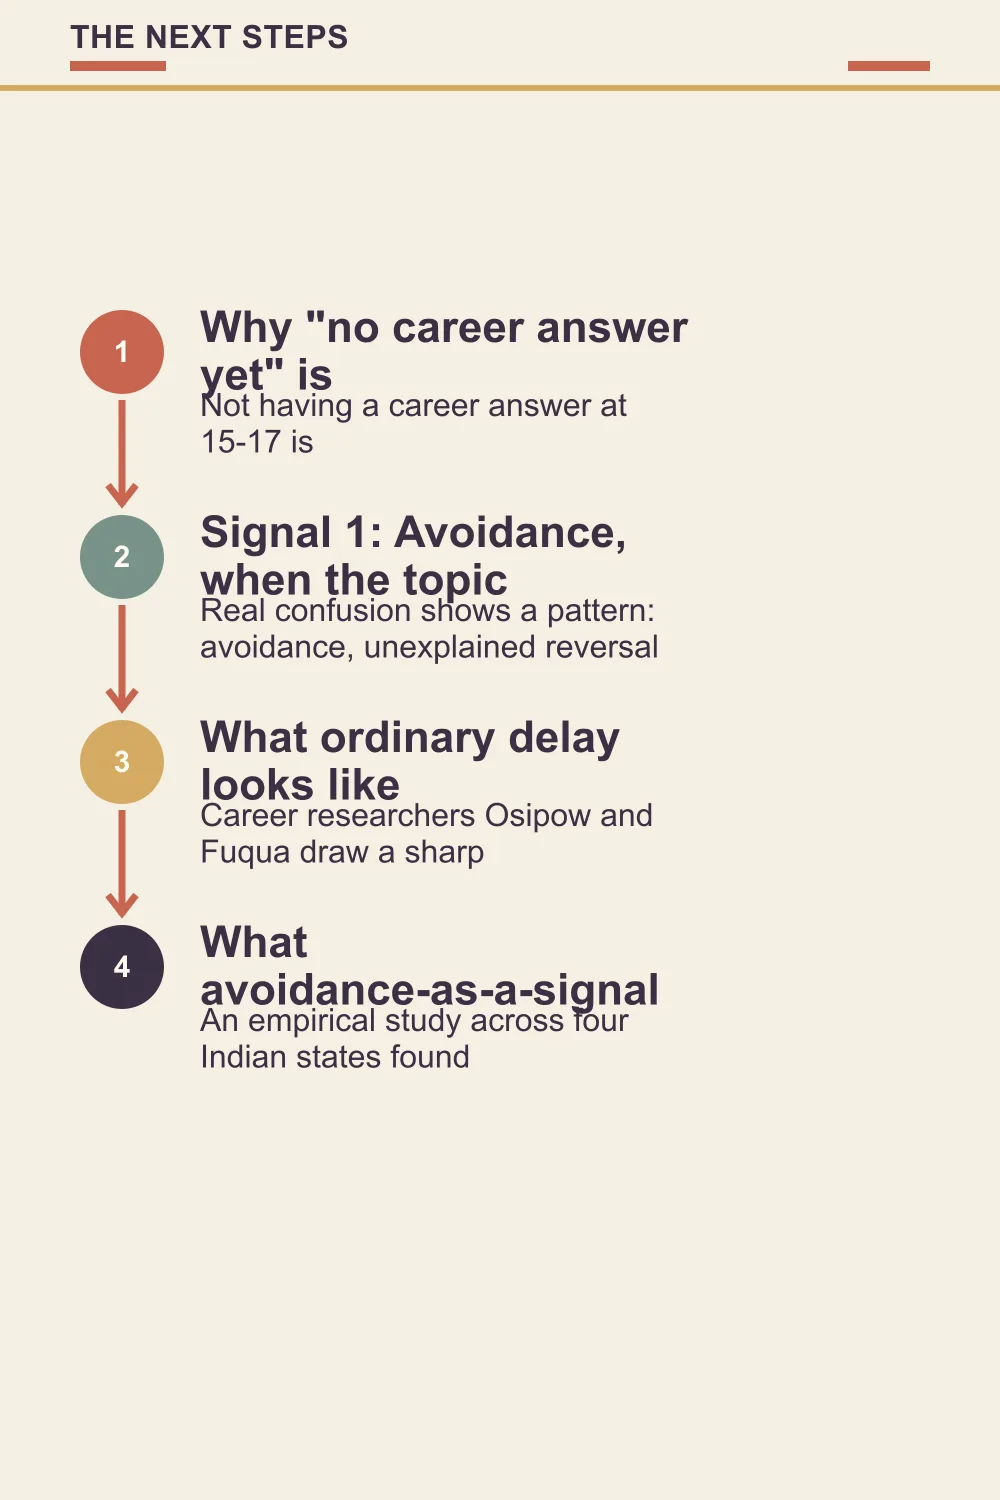 THE NEXT STEPS
1
Why "no career answer
yet" is
Not having a career answer at
15-17 is
2
Signal 1: Avoidance,
when the topic
Real confusion shows a pattern:
avoidance, unexplained reversal
3
What ordinary delay
looks like
Career researchers Osipow and
Fuqua draw a sharp
4
What
avoidance-as-a-signal
An empirical study across four
Indian states found